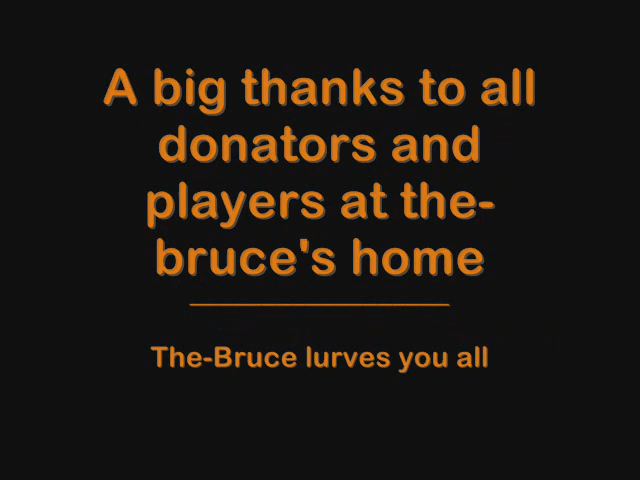 A big thanks to all
donators and
players at the-
bruce's home
The-Bruce lurves you all